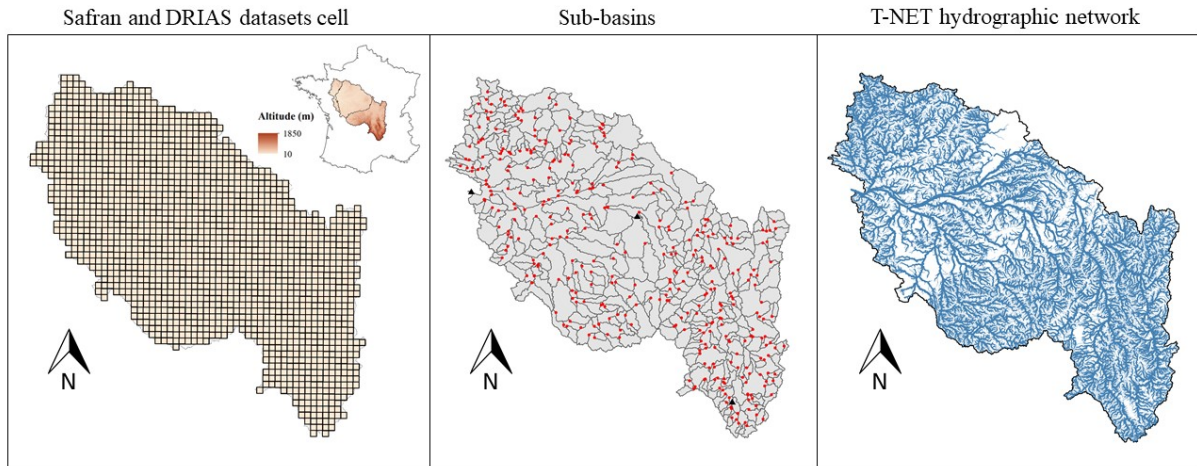 Safran and DRIAS datasets cell
Sub-basins
T-NET hydrographic network
Altitude (m)
1850
10
N
N
N